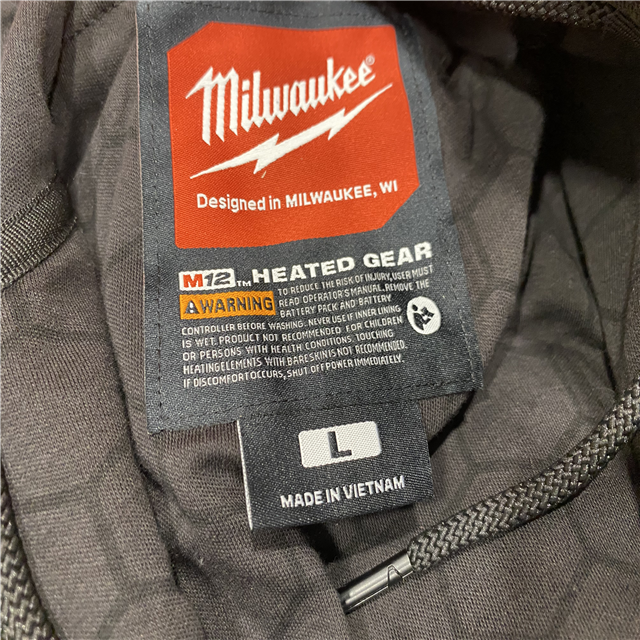 Milwaukee®
Designed in MILWAUKEE, WI
M12™ HEATED GEAR
⚠WARNING TO REDUCE THE RISK OF INJURY, USER MUST
READ OPERATOR'S MANUAL. REMOVE THE
BATTERY PACK AND BATTERY
CONTROLLER BEFORE WASHING. NEVER USE IF INNER LINING
IS WET. PRODUCT NOT RECOMMENDED FOR CHILDREN
OR PERSONS WITH HEALTH CONDITIONS. TOUCHING
HEATING ELEMENTS WITH BARE SKIN IS NOT RECOMMENDED.
IF DISCOMFORT OCCURS, SHUT OFF POWER IMMEDIATELY.
L
MADE IN VIETNAM